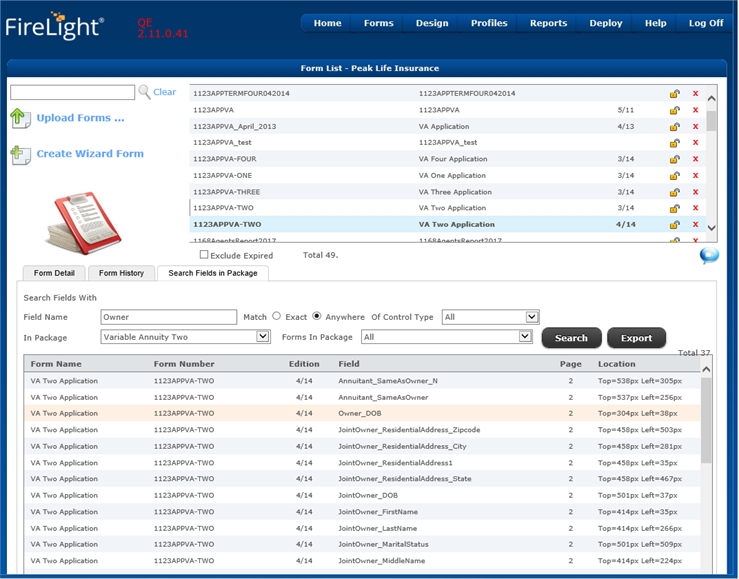 FireLight®
QE
2.11.0.41
Home Forms Design Profiles Reports Deploy Help Log Off
Form List - Peak Life Insurance
Clear
Upload Forms ...
Create Wizard Form
1123APPTERMFOUR042014 1123APPTERMFOUR042014 X
1123APPVA 1123APPVA 5/11 X
1123APPVA_April_2013 VA Application 4/13 X
1123APPVA_test 1123APPVA_test X
1123APPVA-FOUR VA Four Application 3/14 X
1123APPVA-ONE VA One Application 3/14 X
1123APPVA-THREE VA Three Application 3/14 X
1123APPVA-TWO VA Two Application 3/14 X
1123APPVA-TWO VA Two Application 4/14 X
1168AgentsReport2017 1168AgentsReport2017 X
Exclude Expired Total 49.
Form Detail Form History Search Fields in Package
Search Fields With
Field Name Owner Match Exact Anywhere Of Control Type All
In Package Variable Annuity Two Forms In Package All Search Export
Total 37
Form Name Form Number Edition Field Page Location
VA Two Application 1123APPVA-TWO 4/14 Annuitant_SameAsOwner_N 2 Top=538px Left=305px
VA Two Application 1123APPVA-TWO 4/14 Annuitant_SameAsOwner 2 Top=537px Left=256px
VA Two Application 1123APPVA-TWO 4/14 Owner_DOB 2 Top=304px Left=38px
VA Two Application 1123APPVA-TWO 4/14 JointOwner_ResidentialAddress_Zipcode 2 Top=458px Left=503px
VA Two Application 1123APPVA-TWO 4/14 JointOwner_ResidentialAddress_City 2 Top=458px Left=281px
VA Two Application 1123APPVA-TWO 4/14 JointOwner_ResidentialAddress1 2 Top=458px Left=35px
VA Two Application 1123APPVA-TWO 4/14 JointOwner_ResidentialAddress_State 2 Top=458px Left=467px
VA Two Application 1123APPVA-TWO 4/14 JointOwner_DOB 2 Top=501px Left=37px
VA Two Application 1123APPVA-TWO 4/14 JointOwner_FirstName 2 Top=414px Left=35px
VA Two Application 1123APPVA-TWO 4/14 JointOwner_LastName 2 Top=414px Left=266px
VA Two Application 1123APPVA-TWO 4/14 JointOwner_MaritalStatus 2 Top=501px Left=509px
VA Two Application 1123APPVA-TWO 4/14 JointOwner_MiddleName 2 Top=414px Left=224px